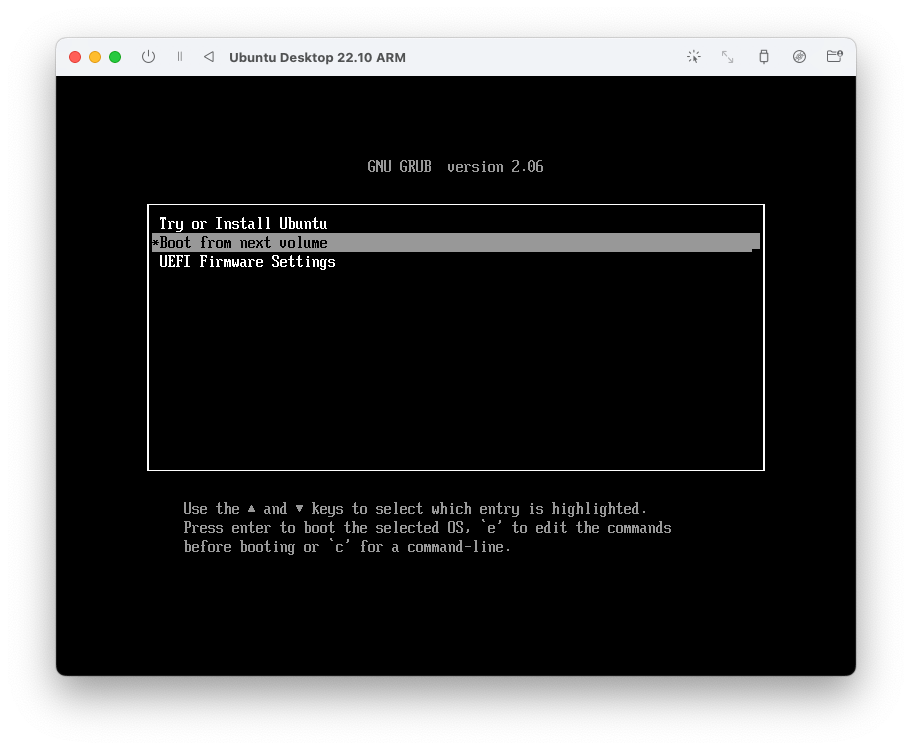 Ubuntu Desktop 22.10 ARM
GNU GRUB  version 2.06
Try or Install Ubuntu
*Boot from next volume
UEFI Firmware Settings
Use the ▲ and ▼ keys to select which entry is highlighted.
Press enter to boot the selected OS, `e' to edit the commands
before booting or `c' for a command-line.